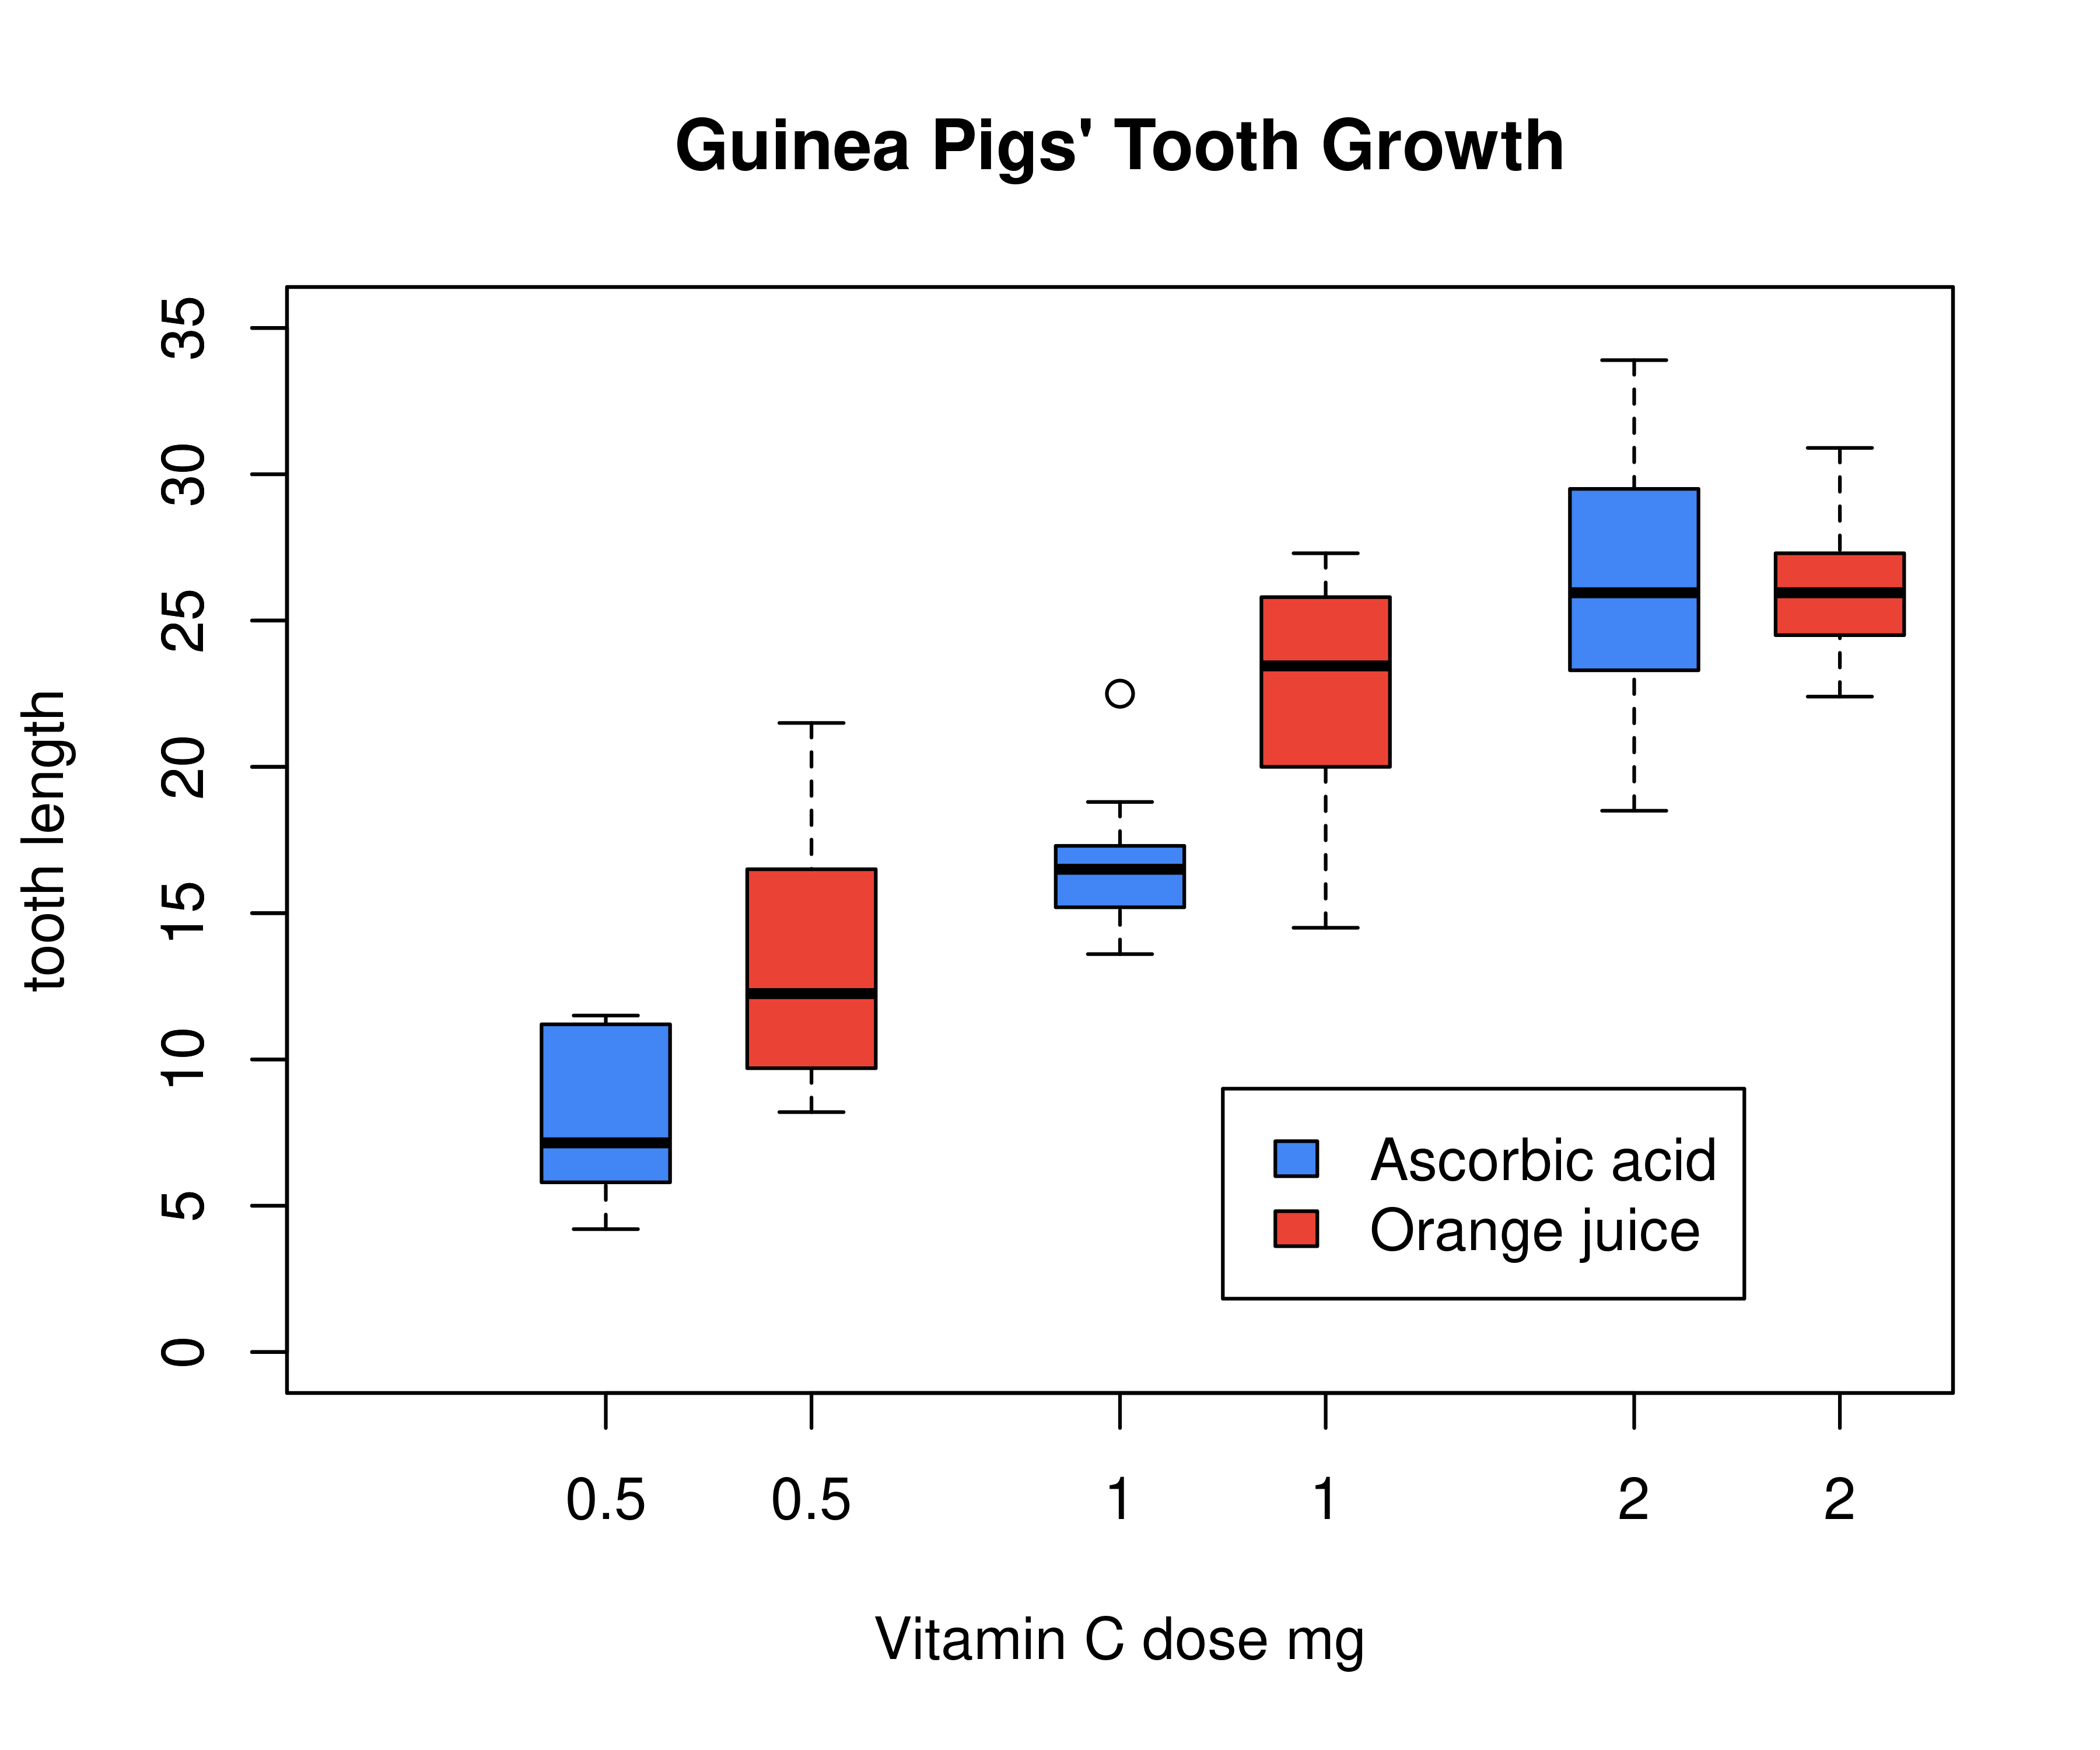 Guinea Pigs' Tooth Growth
tooth length
35
30
25
20
15
10
5
0
Ascorbic acid
Orange juice
0.5 0.5 1 1 2 2
Vitamin C dose mg